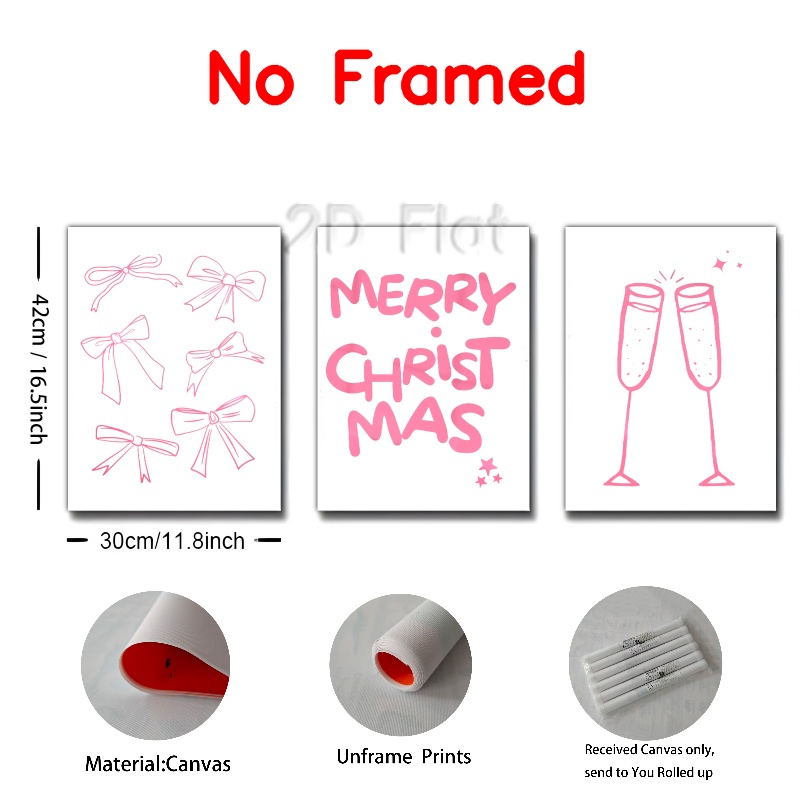 No Framed
2D Flat
42cm / 16.5inch
MERRY
CHRIST
MAS
30cm/11.8inch
Material:Canvas
Unframe Prints
Received Canvas only,
send to You Rolled up